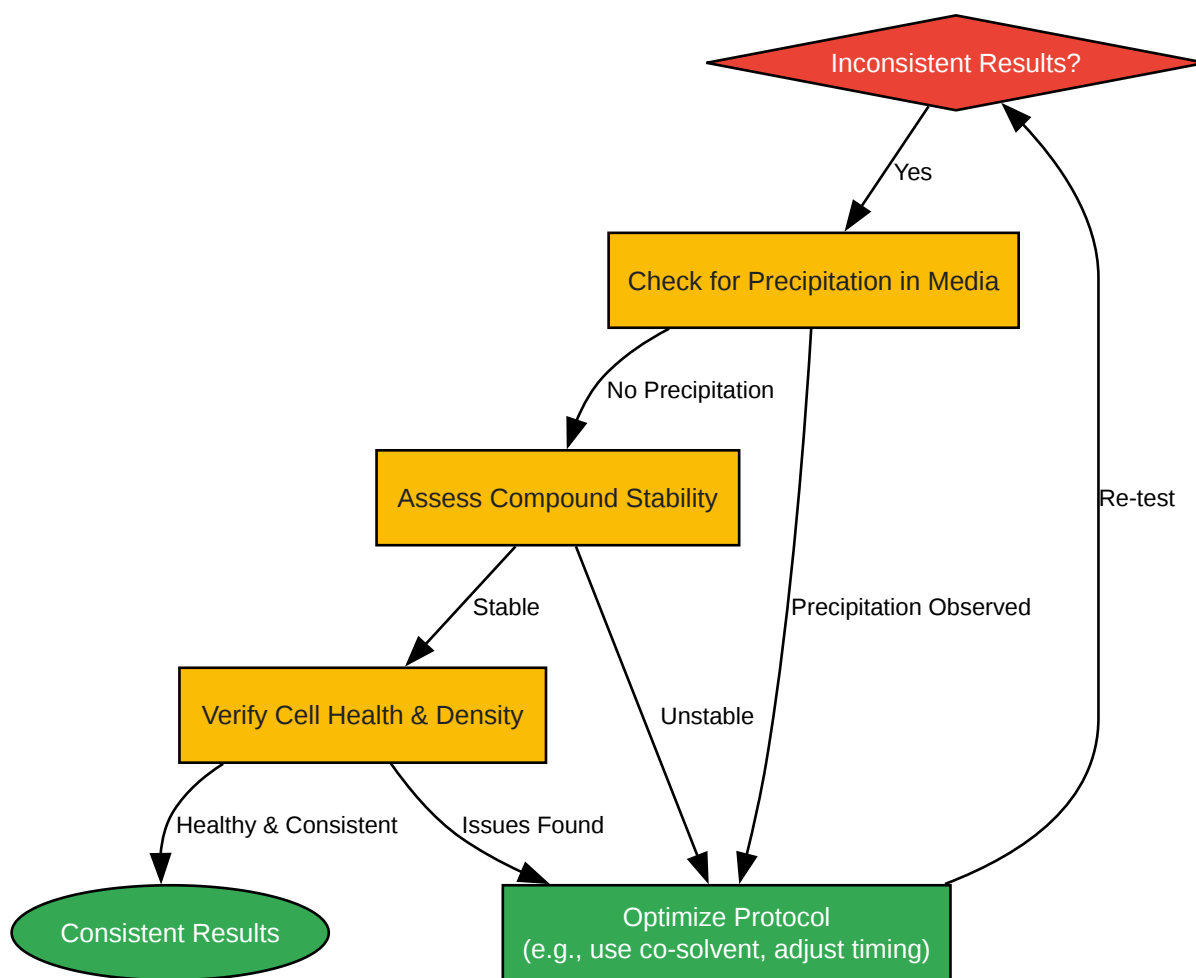 Inconsistent Results?
Yes
Check for Precipitation in Media
No Precipitation
Assess Compound Stability
Re-test
Stable
Precipitation Observed
Verify Cell Health & Density
Unstable
Healthy & Consistent
Issues Found
Consistent Results
Optimize Protocol
(e.g., use co-solvent, adjust timing)